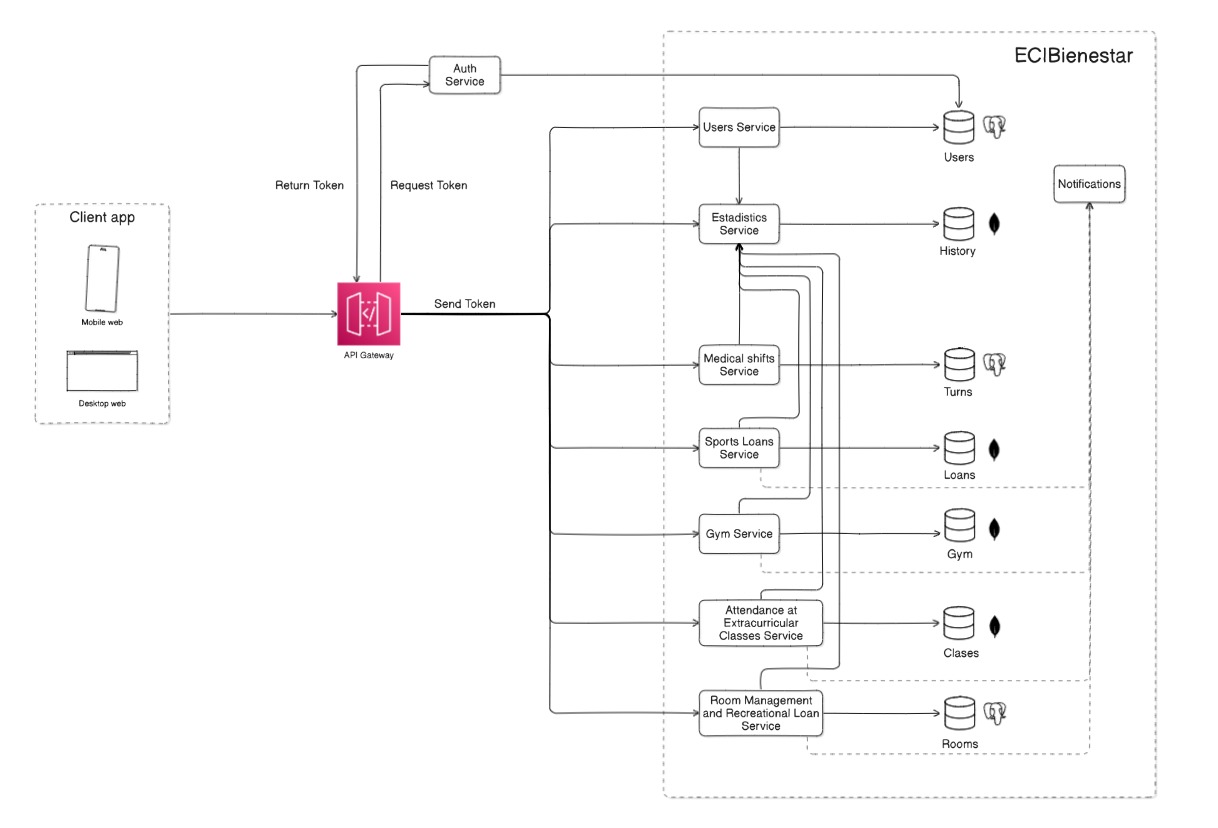 ECIBienestar
Auth
Service
Users Service
Users
Return Token
Request Token
Notifications
Client app
Estadistics
Service
History
Mobile web
Send Token
API Gateway
Medical shifts
Service
Turns
Desktop web
Sports Loans
Service
Loans
Gym Service
Gym
Attendance at
Extracurricular
Classes Service
Clases
Room Management
and Recreational Loan
Service
Rooms